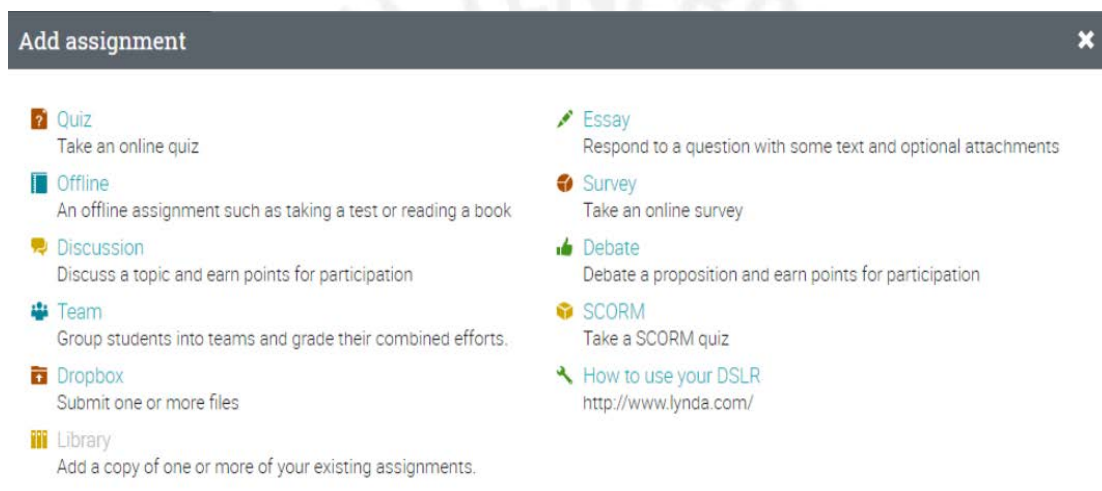 Add assignment
Quiz
Take an online quiz
Offline
An offline assignment such as taking a test or reading a book
Discussion
Discuss a topic and earn points for participation
Team
Group students into teams and grade their combined efforts.
Dropbox
Submit one or more files
Library
Add a copy of one or more of your existing assignments.
Essay
Respond to a question with some text and optional attachments
Survey
Take an online survey
Debate
Debate a proposition and earn points for participation
SCORM
Take a SCORM quiz
How to use your DSLR
http://www.lynda.com/